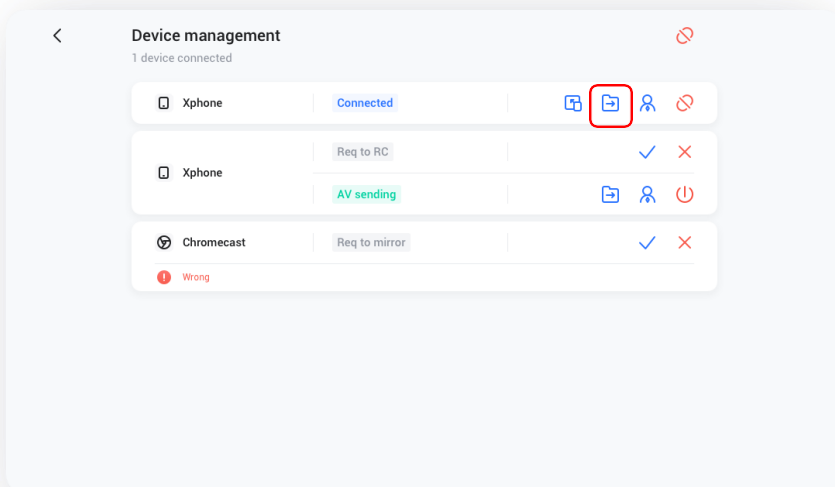 Device management
1 device connected
Xphone
Connected
Xphone
Req to RC
AV sending
Chromecast
Req to mirror
Wrong